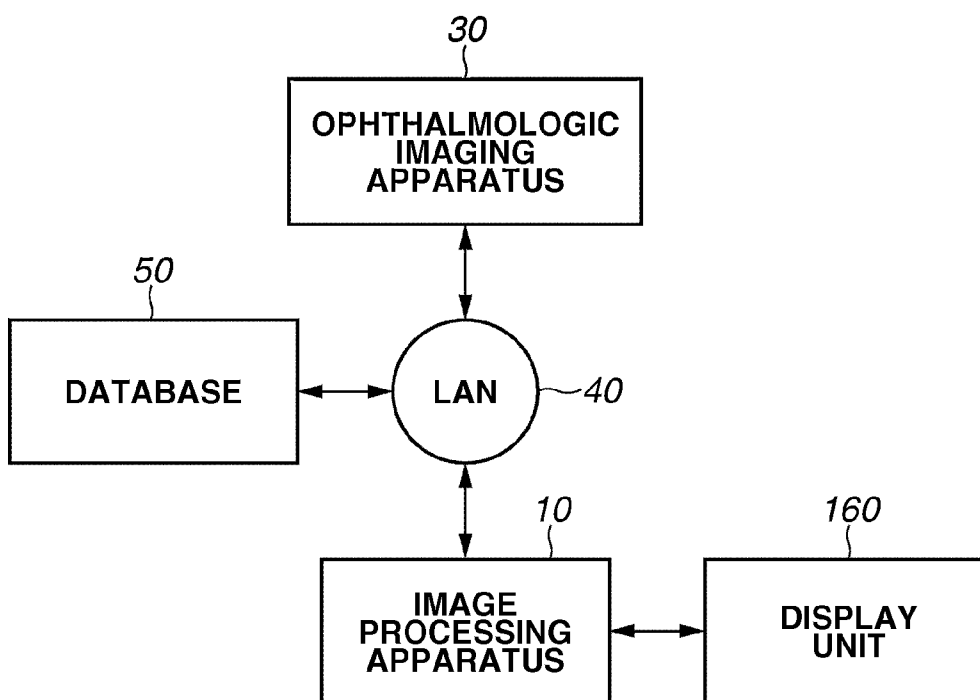 30
OPHTHALMOLOGIC
IMAGING
APPARATUS
50
DATABASE
LAN
40
10
IMAGE
PROCESSING
APPARATUS
160
DISPLAY
UNIT